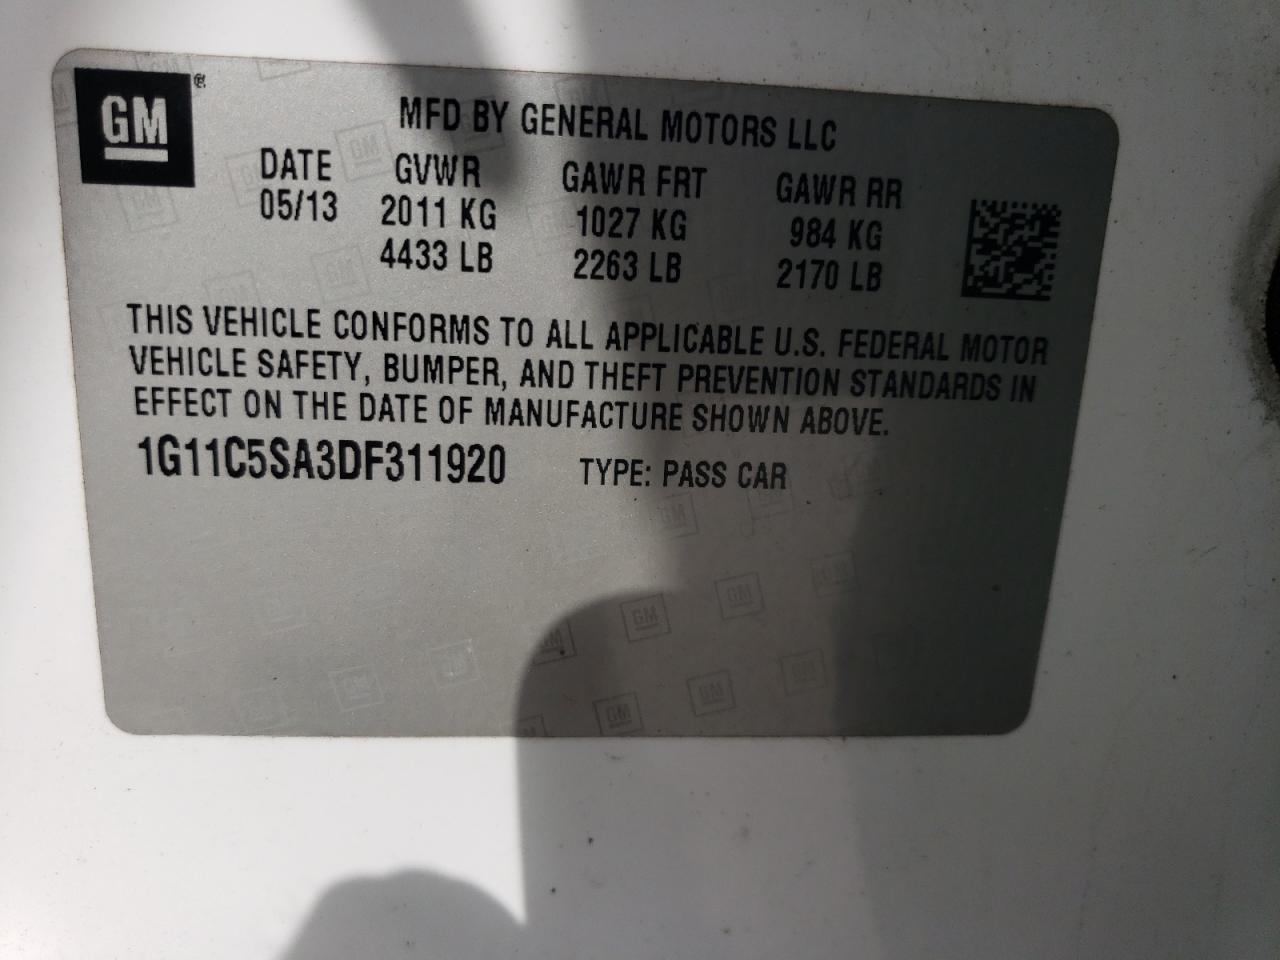 GM®
MFD BY GENERAL MOTORS LLC
DATE GVWR GAWR FRT GAWR RR
05/13 2011 KG 1027 KG 984 KG
4433 LB 2263 LB 2170 LB
THIS VEHICLE CONFORMS TO ALL APPLICABLE U.S. FEDERAL MOTOR
VEHICLE SAFETY, BUMPER, AND THEFT PREVENTION STANDARDS IN
EFFECT ON THE DATE OF MANUFACTURE SHOWN ABOVE.
1G11C5SA3DF311920 TYPE: PASS CAR